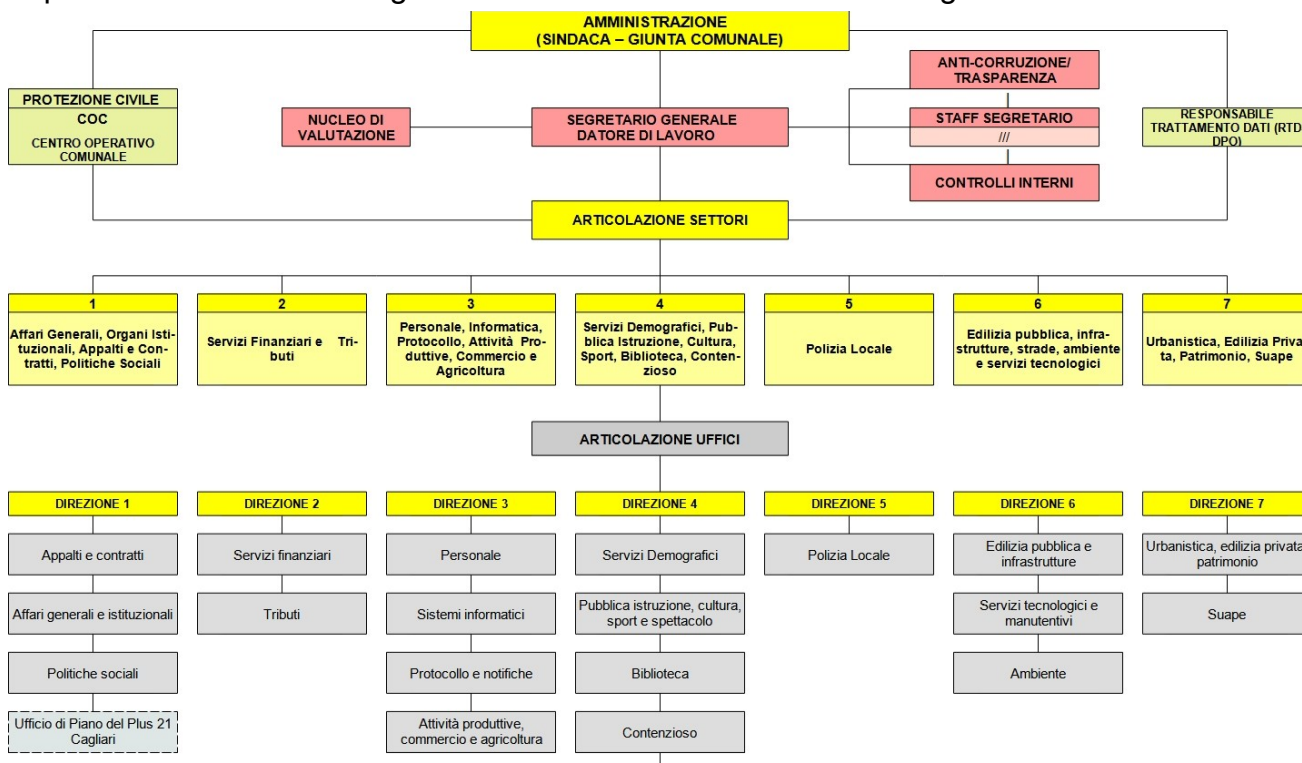 AMMINISTRAZIONE
(SINDACA – GIUNTA COMUNALE)
ANTI-CORRUZIONE/
TRASPARENZA
PROTEZIONE CIVILE
COC
CENTRO OPERATIVO
COMUNALE
NUCLEO DI
VALUTAZIONE
SEGRETARIO GENERALE
DATORE DI LAVORO
STAFF SEGRETARIO
///
RESPONSABILE
TRATTAMENTO DATI (RTD
DPO)
CONTROLLI INTERNI
ARTICOLAZIONE SETTORI
1
Affari Generali, Organi Isti-
tuzionali, Appalti e Con-
tratti, Politiche Sociali
2
Servizi Finanziari e Tri-
buti
3
Personale, Informatica,
Protocollo, Attività Pro-
duttive, Commercio e
Agricoltura
4
Servizi Demografici, Pub-
blica Istruzione, Cultura,
Sport, Biblioteca, Conten-
zioso
5
Polizia Locale
6
Edilizia pubblica, infra-
strutture, strade, ambiente
e servizi tecnologici
7
Urbanistica, Edilizia Priva
ta, Patrimonio, Suape
ARTICOLAZIONE UFFICI
DIREZIONE 1
Appalti e contratti
Affari generali e istituzionali
Politiche sociali
Ufficio di Piano del Plus 21
Cagliari
DIREZIONE 2
Servizi finanziari
Tributi
DIREZIONE 3
Personale
Sistemi informatici
Protocollo e notifiche
Attività produttive,
commercio e agricoltura
DIREZIONE 4
Servizi Demografici
Pubblica istruzione, cultura,
sport e spettacolo
Biblioteca
Contenzioso
DIREZIONE 5
Polizia Locale
DIREZIONE 6
Edilizia pubblica e
infrastrutture
Servizi tecnologici e
manutentivi
Ambiente
DIREZIONE 7
Urbanistica, edilizia privata
patrimonio
Suape